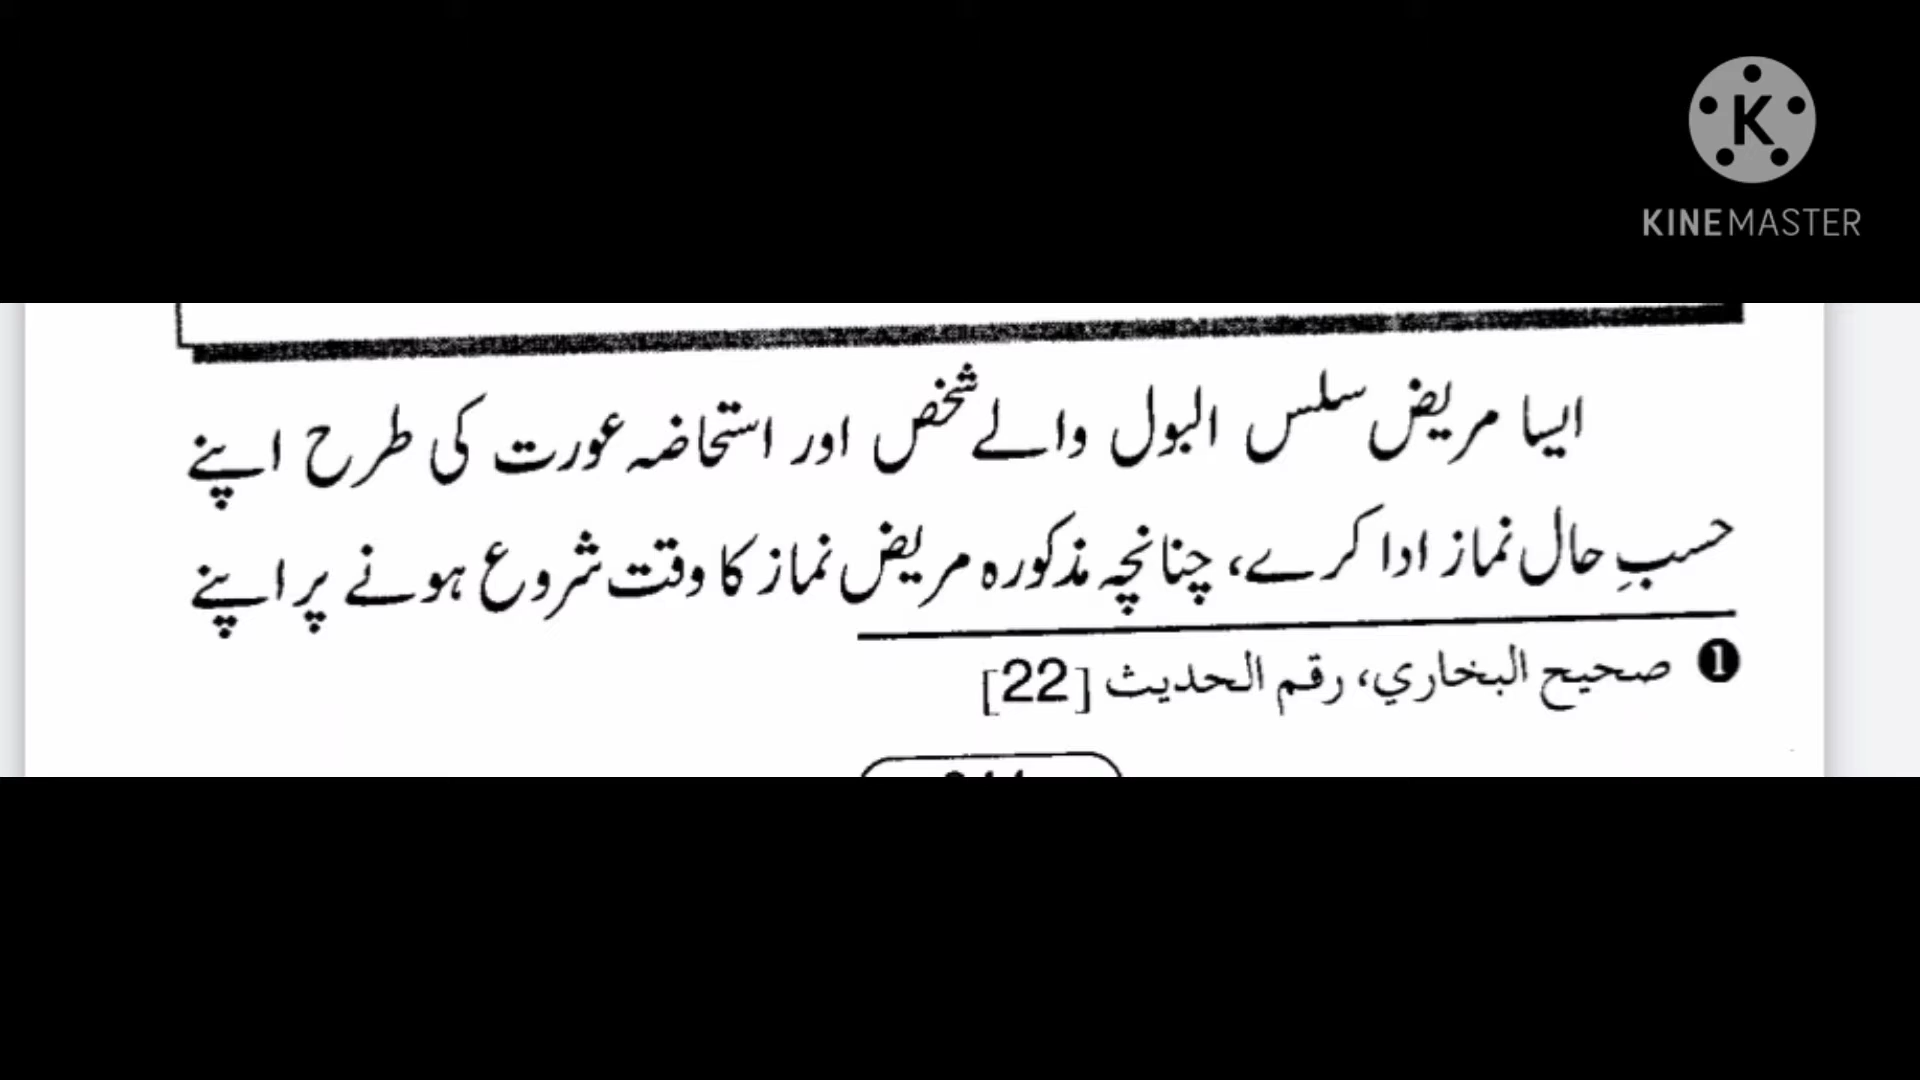 KINEMASTER
ایسا مریض سلس البول والے شخص اور استحاضہ عورت کی طرح اپنے
حسبِ حال نماز ادا کرے، چنانچہ مذکورہ مریض نماز کا وقت شروع ہونے پر اپنے
❶ صحيح البخاري، رقم الحديث [22]